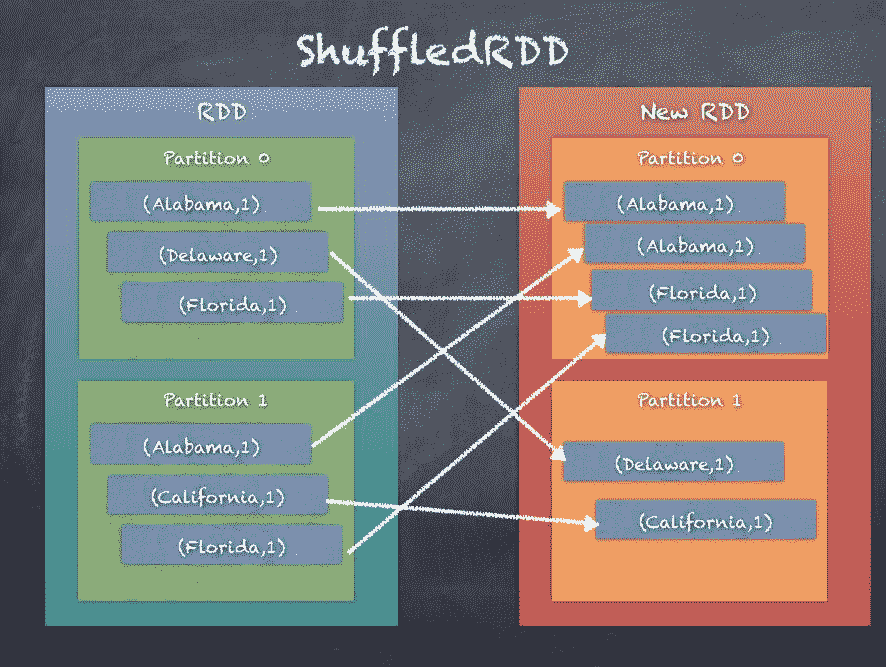 ShuffledRDD
RDD
Partition 0
(Alabama,1)
(Delaware,1)
(Florida,1)
Partition 1
(Alabama,1)
(California,1)
(Florida,1)
New RDD
Partition 0
(Alabama,1)
(Alabama,1)
(Florida,1)
(Florida,1)
Partition 1
(Delaware,1)
(California,1)